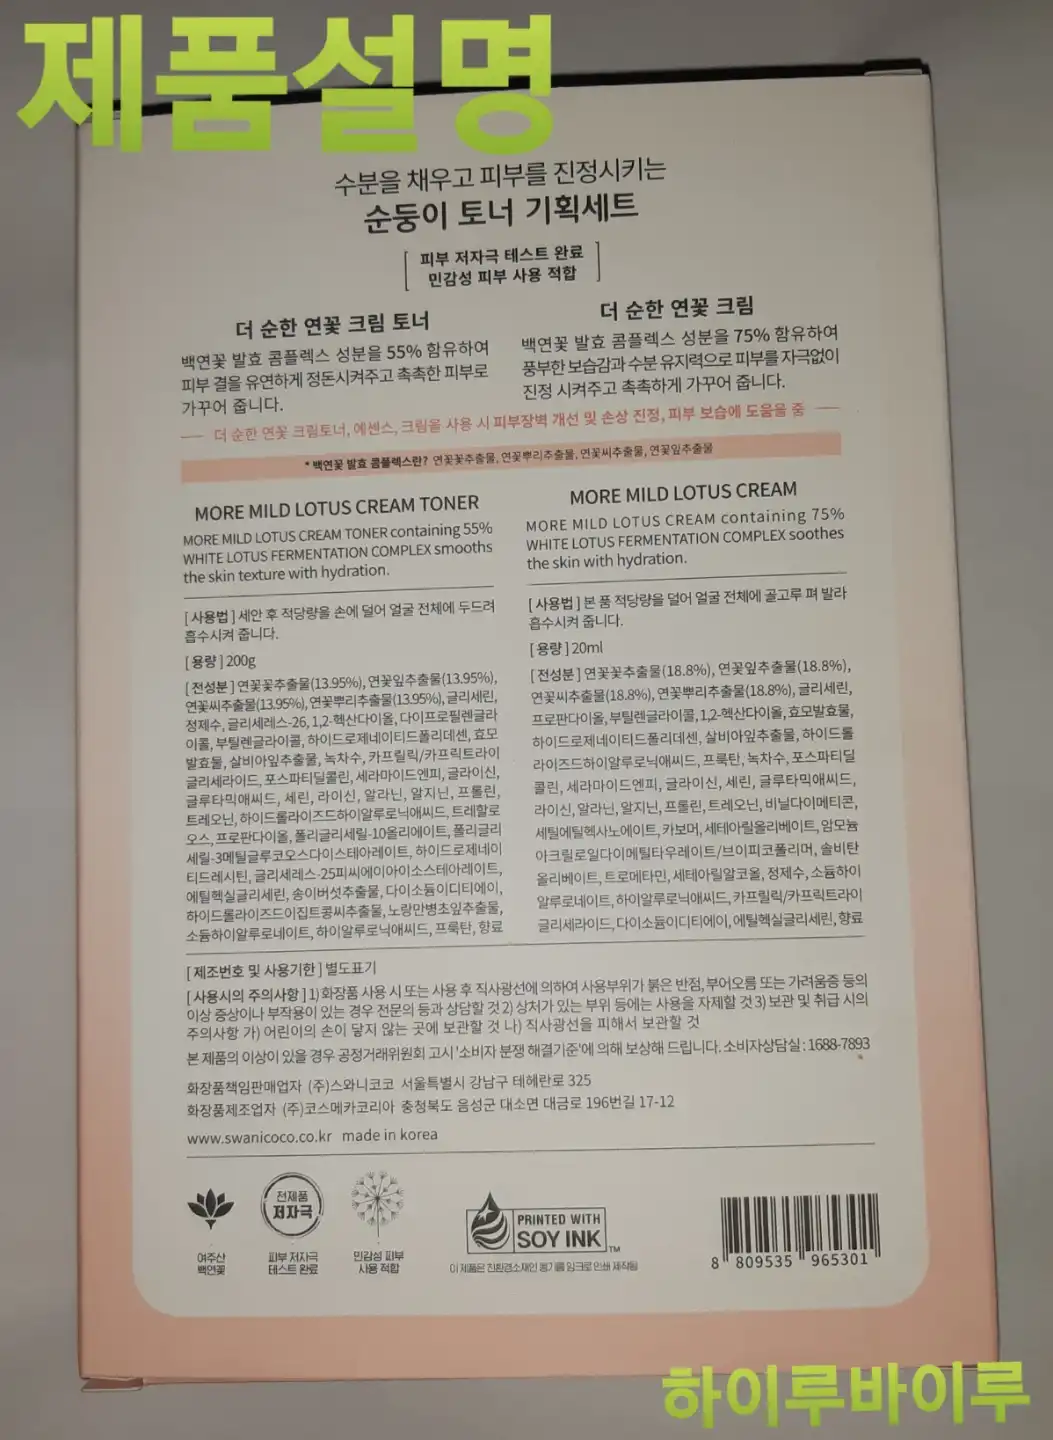 제품설명
수분을 채우고 피부를 진정시키는
순둥이 토너 기획세트
피부 저자극 테스트 완료
민감성 피부 사용 적합
더 순한 연꽃 크림 토너
백연꽃 발효 콤플렉스 성분을 55% 함유하여
피부 결을 유연하게 정돈시켜주고 촉촉한 피부로
가꾸어 줍니다.
더 순한 연꽃 크림
백연꽃 발효 콤플렉스 성분을 75% 함유하여
풍부한 보습감과 수분 유지력으로 피부를 자극없이
진정 시켜주고 촉촉하게 가꾸어 줍니다.
더 순한 연꽃 크림토너, 에센스, 크림을 사용 시 피부장벽 개선 및 손상 진정, 피부 보습에 도움을 줌
* 백연꽃 발효 콤플렉스란? 연꽃꽃추출물, 연꽃뿌리추출물, 연꽃씨추출물, 연꽃잎추출물
MORE MILD LOTUS CREAM TONER
MORE MILD LOTUS CREAM TONER containing 55%
WHITE LOTUS FERMENTATION COMPLEX smooths
the skin texture with hydration.
[ 사용법 ] 세안 후 적당량을 손에 덜어 얼굴 전체에 두드려
흡수시켜 줍니다.
[ 용량 ] 200g
[ 전성분 ] 연꽃꽃추출물(13.95%), 연꽃잎추출물(13.95%),
연꽃씨추출물(13.95%), 연꽃뿌리추출물(13.95%), 글리세린,
정제수, 글리세레스-26, 1,2-헥산다이올, 다이프로필렌글라
이콜, 부틸렌글라이콜, 하이드로제네이티드폴리데센, 효모
발효물, 살비아잎추출물, 녹차수, 카프릴릭/카프릭트라이
글리세라이드, 포스파티딜콜린, 세라마이드엔피, 글라이신,
글루타믹애씨드, 세린, 라이신, 알라닌, 알지닌, 프롤린,
트레오닌, 하이드롤라이즈드하이알루로닉애씨드, 트레할로
오스, 프로판다이올, 폴리글리세릴-10올리에이트, 폴리글리
세릴-3메틸글루코오스다이스테아레이트, 하이드로제네이
티드레시틴, 글리세레스-25피씨에이아이소스테아레이트,
에틸헥실글리세린, 송이버섯추출물, 다이소듐이디티에이,
하이드롤라이즈드이집트콩씨추출물, 노랑만병초잎추출물,
소듐하이알루로네이트, 하이알루로닉애씨드, 프룩탄, 향료
MORE MILD LOTUS CREAM
MORE MILD LOTUS CREAM containing 75%
WHITE LOTUS FERMENTATION COMPLEX soothes
the skin with hydration.
[ 사용법 ] 본 품 적당량을 덜어 얼굴 전체에 골고루 펴 발라
흡수시켜 줍니다.
[ 용량 ] 20ml
[ 전성분 ] 연꽃꽃추출물(18.8%), 연꽃잎추출물(18.8%),
연꽃씨추출물(18.8%), 연꽃뿌리추출물(18.8%), 글리세린,
프로판다이올, 부틸렌글라이콜, 1,2-헥산다이올, 효모발효물,
하이드로제네이티드폴리데센, 살비아잎추출물, 하이드롤
라이즈드하이알루로닉애씨드, 프룩탄, 녹차수, 포스파티딜
콜린, 세라마이드엔피, 글라이신, 세린, 글루타믹애씨드,
라이신, 알라닌, 알지닌, 프롤린, 트레오닌, 비닐다이메티콘,
세틸에틸헥사노에이트, 카보머, 세테아릴올리베이트, 암모늄
아크릴로일다이메틸타우레이트/브이피코폴리머, 솔비탄
올리베이트, 트로메타민, 세테아릴알코올, 정제수, 소듐하이
알루로네이트, 하이알루로닉애씨드, 카프릴릭/카프릭트라이
글리세라이드, 다이소듐이디티에이, 에틸헥실글리세린, 향료
[ 제조번호 및 사용기한 ] 별도표기
[ 사용시의 주의사항 ] 1) 화장품 사용 시 또는 사용 후 직사광선에 의하여 사용부위가 붉은 반점, 부어오름 또는 가려움증 등의
이상 증상이나 부작용이 있는 경우 전문의 등과 상담할 것 2) 상처가 있는 부위 등에는 사용을 자제할 것 3) 보관 및 취급 시의
주의사항 가) 어린이의 손이 닿지 않는 곳에 보관할 것 나) 직사광선을 피해서 보관할 것
본 제품의 이상이 있을 경우 공정거래위원회 고시 '소비자 분쟁 해결기준'에 의해 보상해 드립니다. 소비자상담실 : 1688-7893
화장품책임판매업자 (주)스와니코코 서울특별시 강남구 테헤란로 325
화장품제조업자 (주)코스메카코리아 충청북도 음성군 대소면 대금로 196번길 17-12
www.swanicoco.co.kr made in korea
여주산
백연꽃
전제품
저자극
피부 저자극
테스트 완료
민감성 피부
사용 적합
PRINTED WITH
SOY INK™
이 제품은 친환경소재인 콩기름 잉크로 인쇄 제작됨
8 809535 965301
하이루바이루